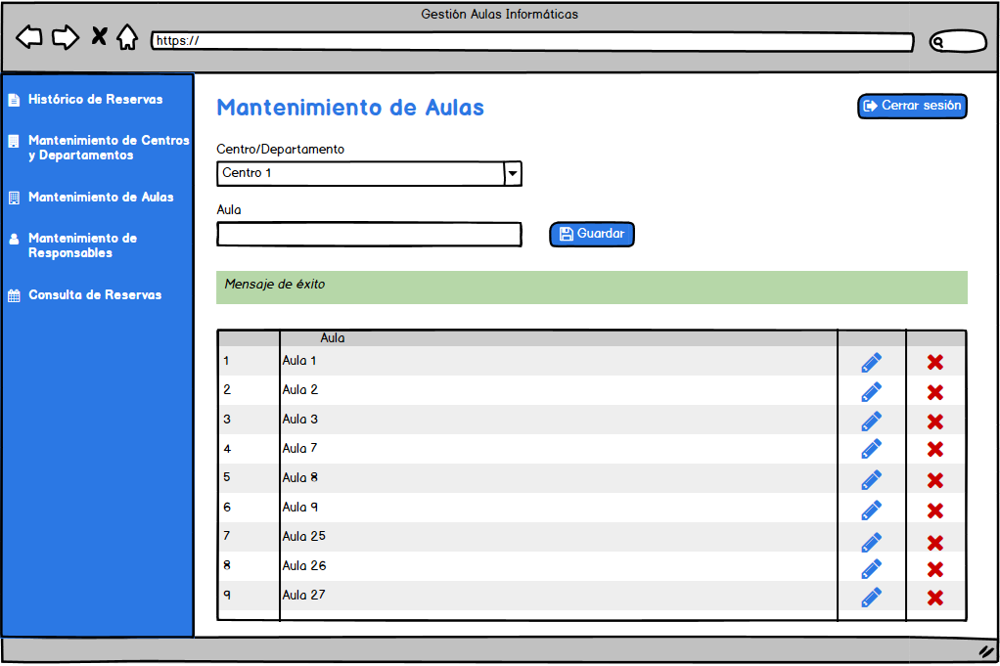 Gestión Aulas Informáticas
https://
Histórico de Reservas
Mantenimiento de Centros
y Departamentos
Mantenimiento de Aulas
Mantenimiento de
Responsables
Consulta de Reservas
Mantenimiento de Aulas
Cerrar sesión
Centro/Departamento
Centro 1
Aula
Guardar
Mensaje de éxito
Aula
1 Aula 1
2 Aula 2
3 Aula 3
4 Aula 7
5 Aula 8
6 Aula 9
7 Aula 25
8 Aula 26
9 Aula 27